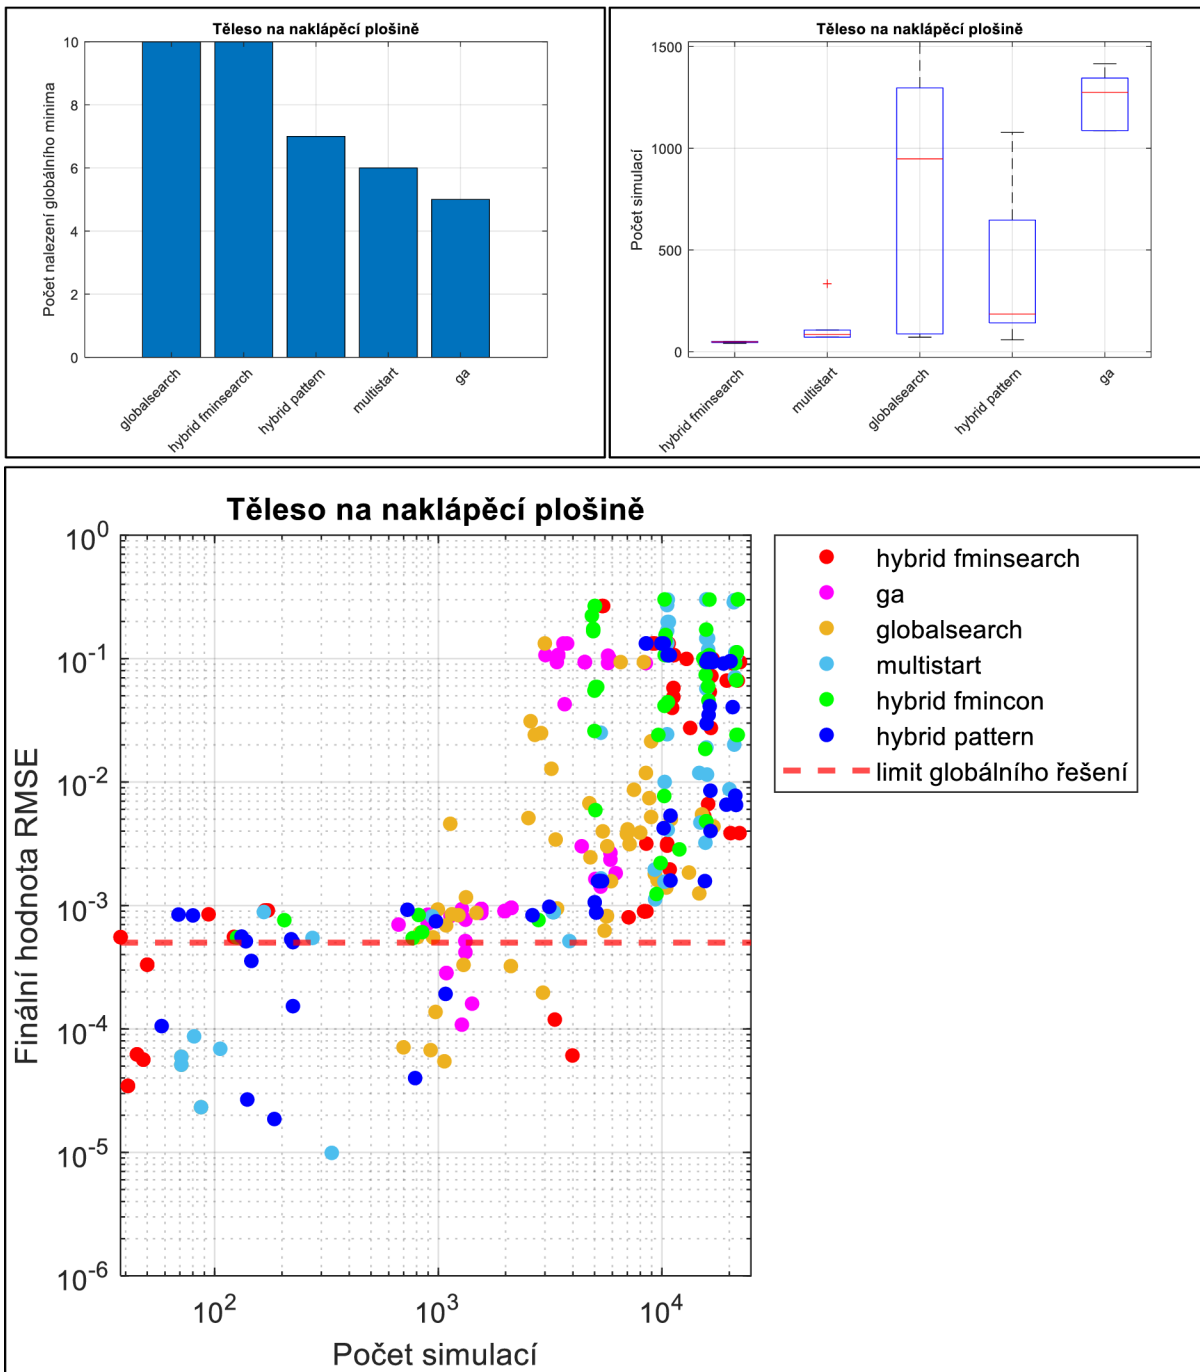 Těleso na naklápěcí plošině
Počet nalezení globálního minima
10
8
6
4
2
0
globalsearch
hybrid fminsearch
hybrid pattern
multistart
ga
Těleso na naklápěcí plošině
Počet simulací
1500
1000
500
0
hybrid fminsearch
multistart
globalsearch
hybrid pattern
ga
Těleso na naklápěcí plošině
Finální hodnota RMSE
10^0
10^-1
10^-2
10^-3
10^-4
10^-5
10^-6
10^2
10^3
10^4
Počet simulací
hybrid fminsearch
ga
globalsearch
multistart
hybrid fmincon
hybrid pattern
limit globálního řešení